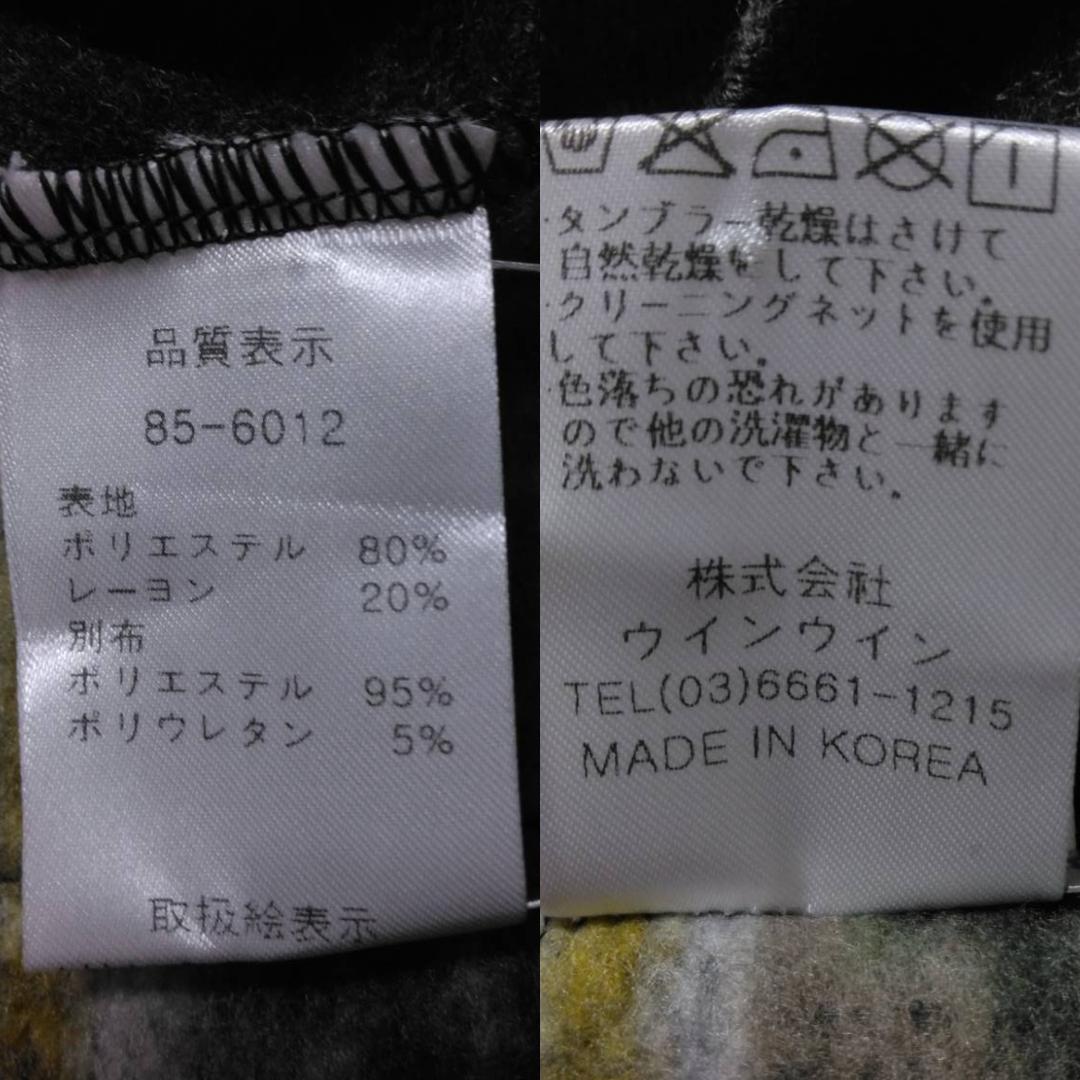 品質表示
85-6012
表地
ポリエステル 80%
レーヨン 20%
別布
ポリエステル 95%
ポリウレタン 5%
取扱絵表示
・タンブラー乾燥はさけて
自然乾燥をして下さい。
・クリーニングネットを使用
して下さい。
・色落ちの恐れがあります
ので他の洗濯物と一緒に
洗わないで下さい。
株式会社
ウインウイン
TEL(03)6661-1215
MADE IN KOREA